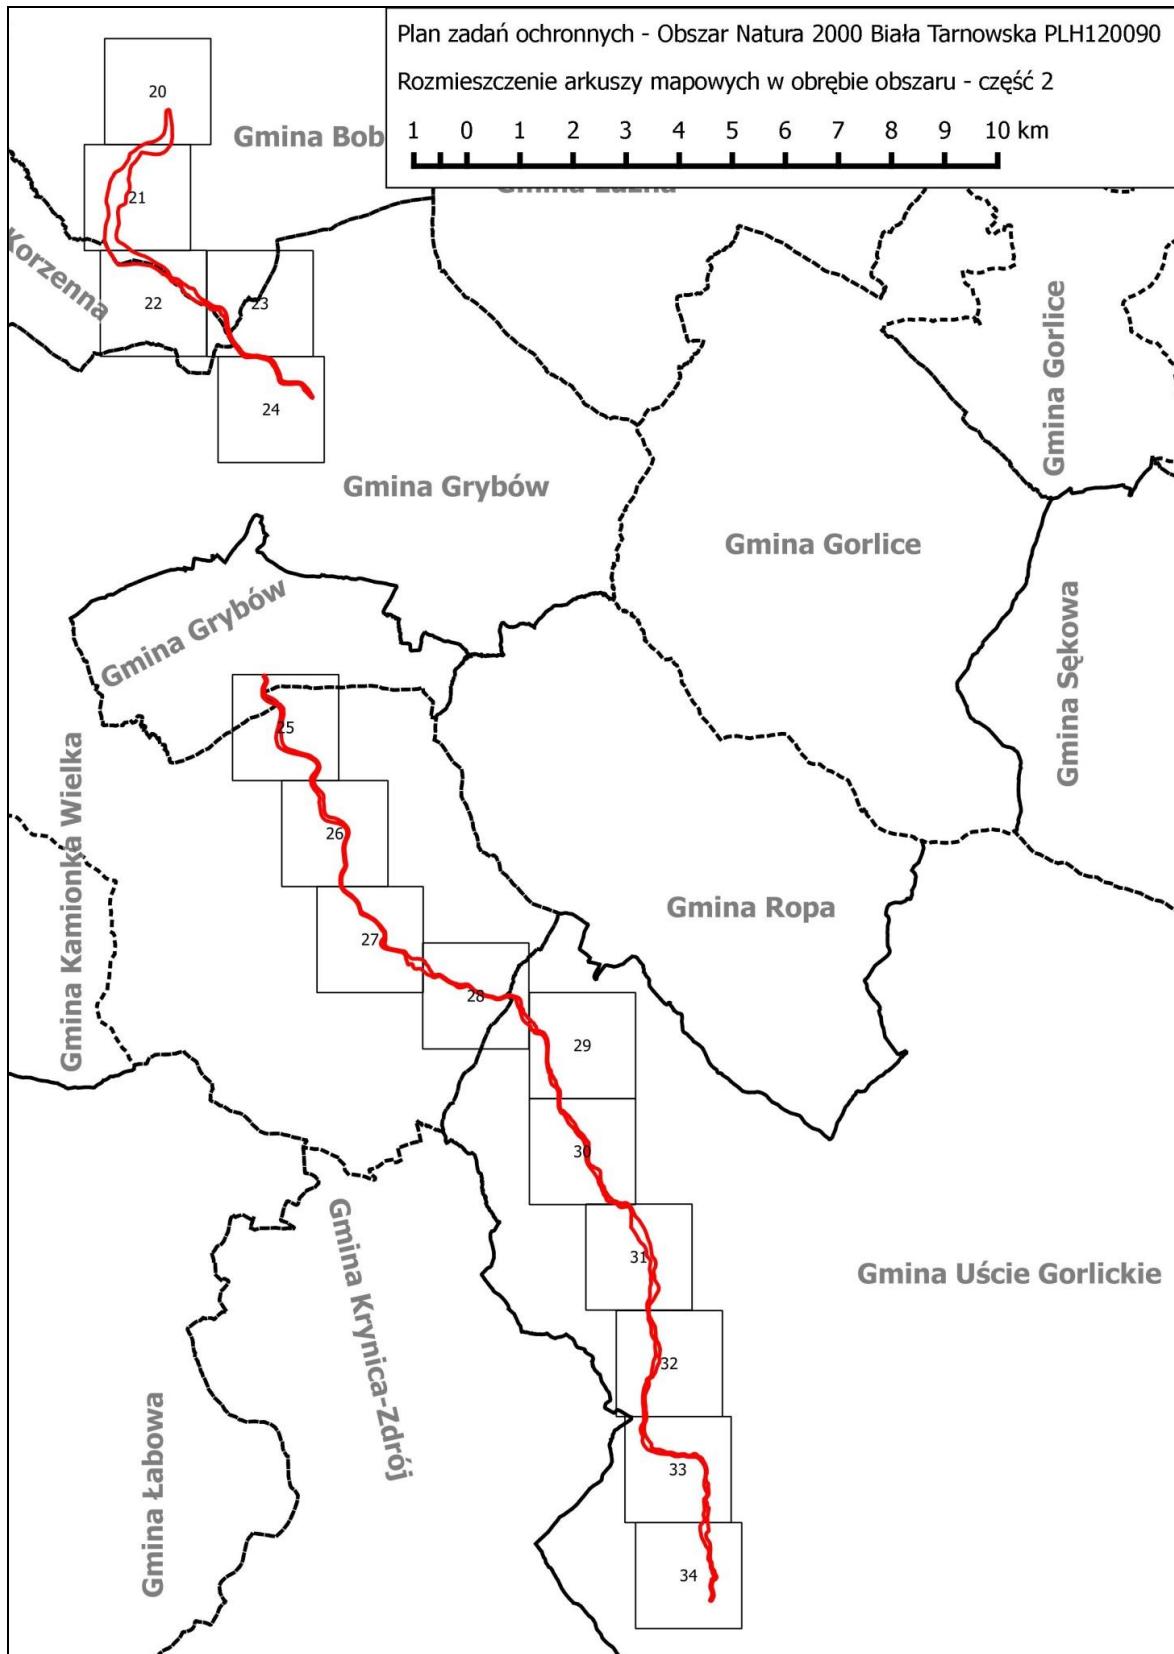 Plan zadań ochronnych - Obszar Natura 2000 Biała Tarnowska PLH120090
Rozmieszczenie arkuszy mapowych w obrębie obszaru - część 2
1 0 1 2 3 4 5 6 7 8 9 10 km
20
Gmina Bob
21
Korzenna
22
23
24
Gmina Gorlice
Gmina Grybów
Gmina Gorlice
Gmina Grybów
Gmina Sękowa
25
Gmina Kamionka Wielka
26
Gmina Ropa
27
28
29
30
31
Gmina Uście Gorlickie
Gmina Krynica-Zdrój
32
Gmina Łabowa
33
34